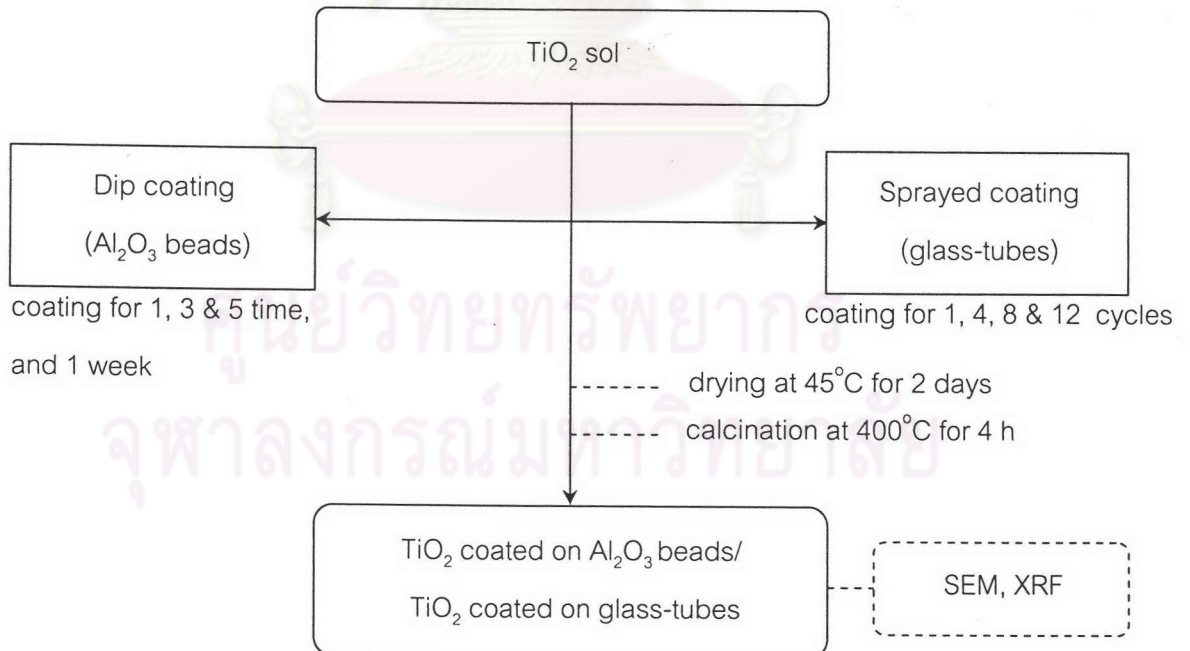 TiO₂ sol
Dip coating
(Al₂O₃ beads)
coating for 1, 3 & 5 time,
and 1 week
Sprayed coating
(glass-tubes)
coating for 1, 4, 8 & 12 cycles
drying at 45°C for 2 days
calcination at 400°C for 4 h
ศูนย์วิทยทรัพยากร
จุฬาลงกรณ์มหาวิทยาลัย
TiO₂ coated on Al₂O₃ beads/
TiO₂ coated on glass-tubes
SEM, XRF